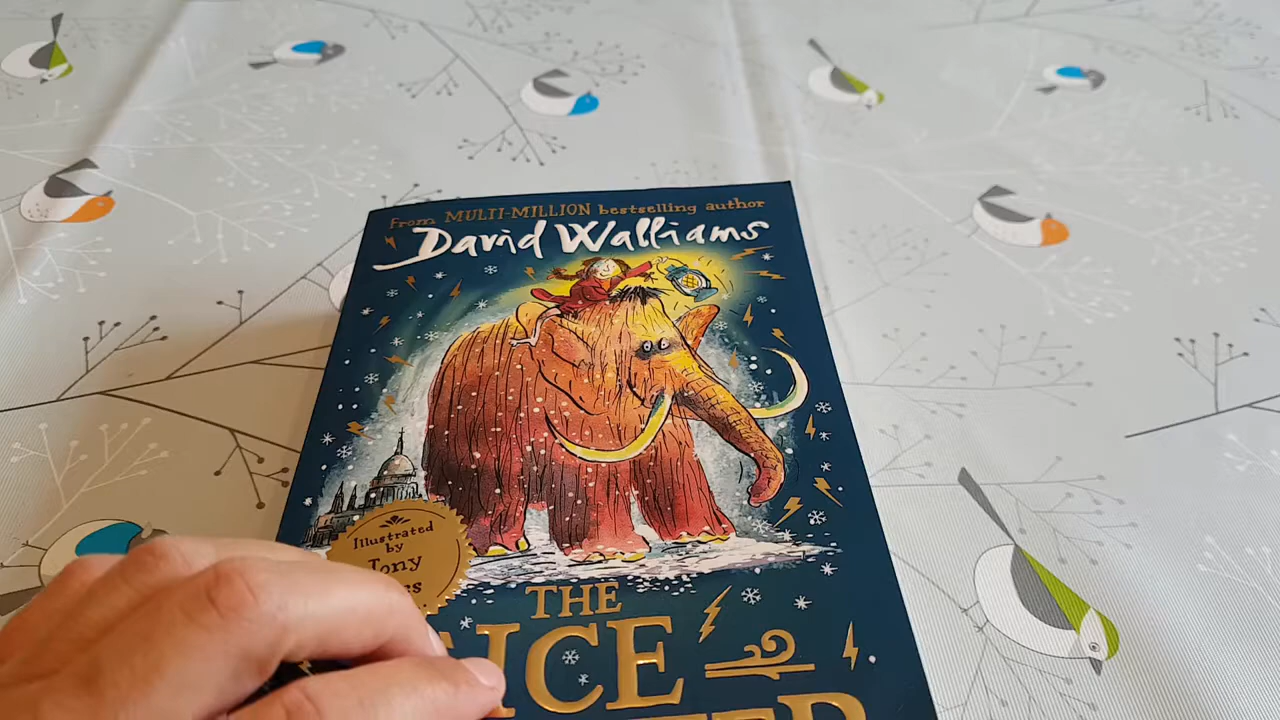 From MULTI-MILLION bestselling author
David Walliams
Illustrated
by
Tony
THE
ICE